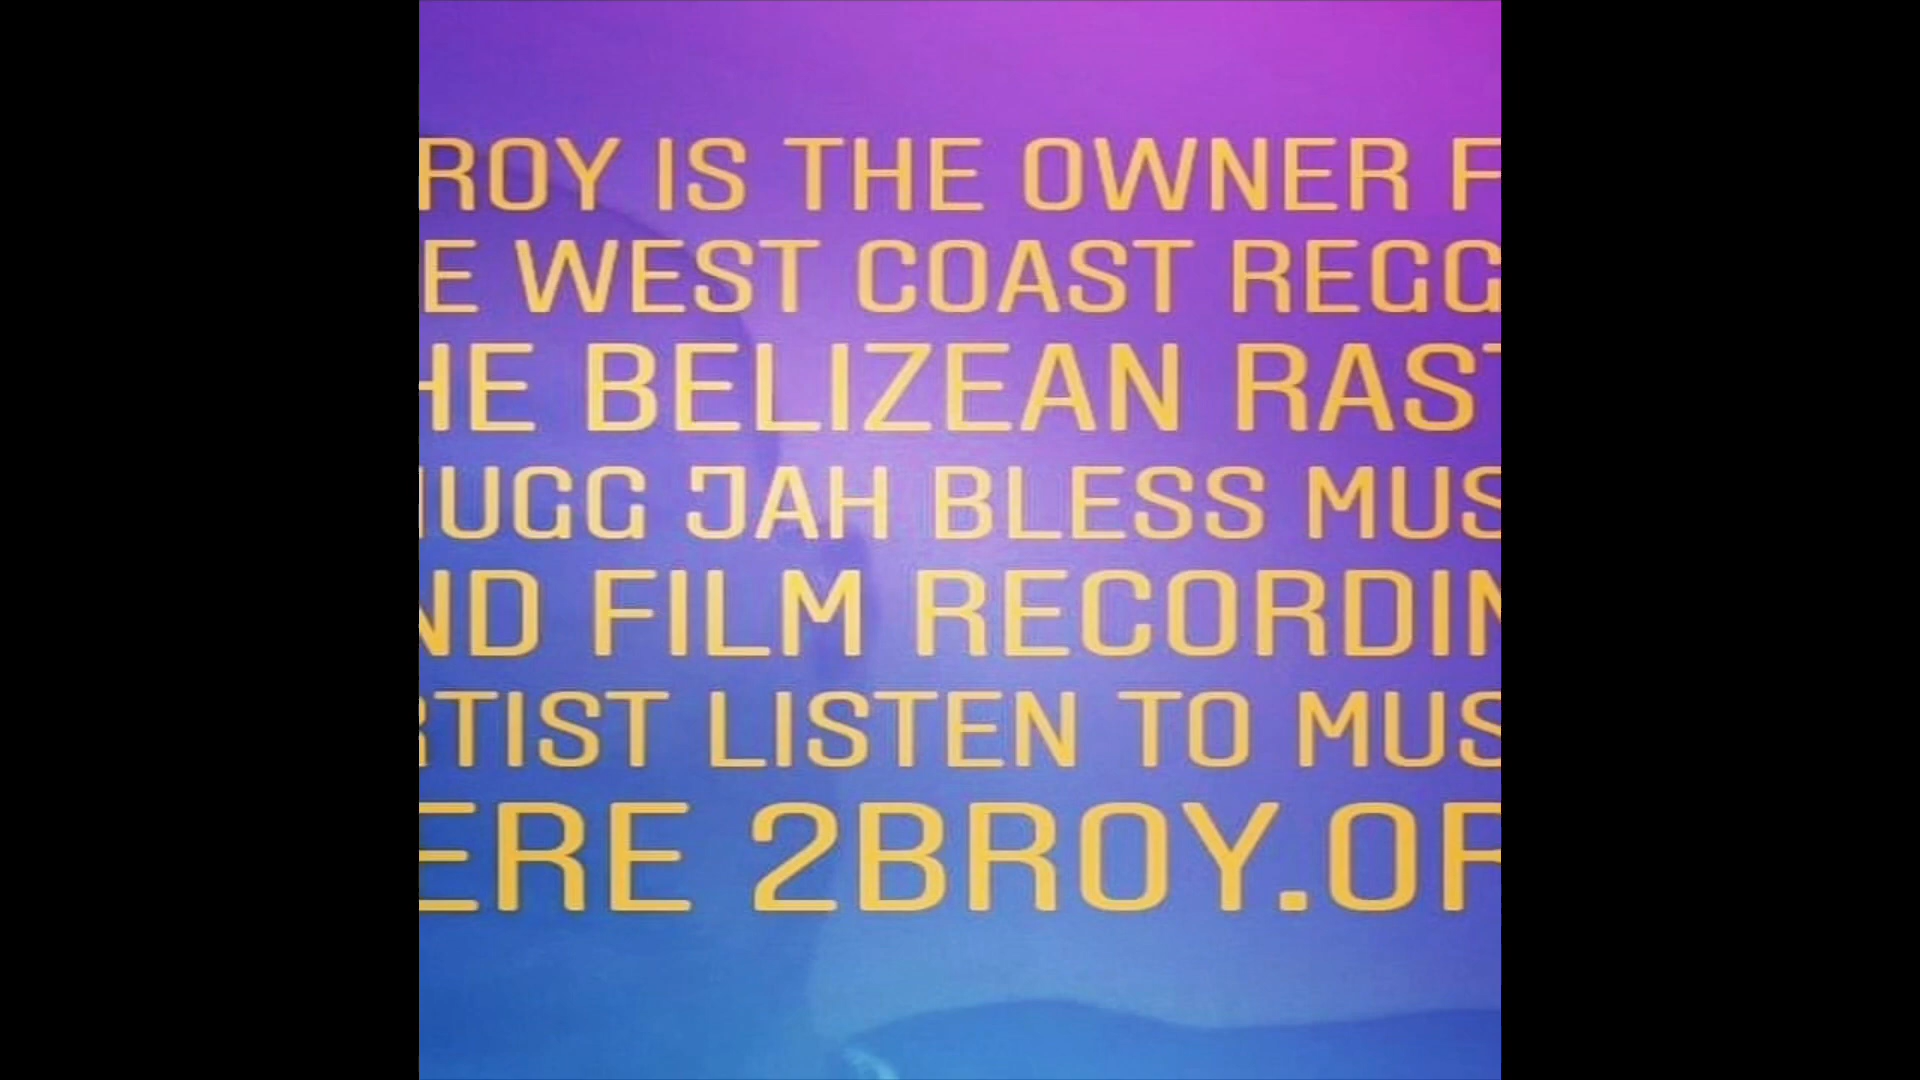 ROY IS THE OWNER F
E WEST COAST REGG
HE BELIZEAN RAST
UGG JAH BLESS MUS
ND FILM RECORDIN
RTIST LISTEN TO MUS
ERE 2BROY.OR